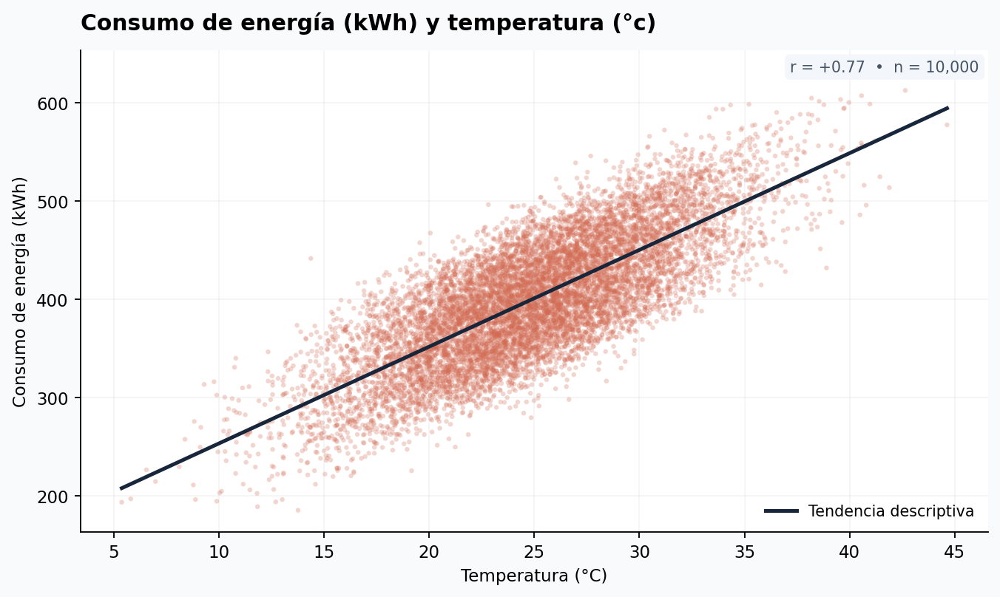 Consumo de energía (kWh) y temperatura (°c)
r = +0.77 • n = 10,000
Consumo de energía (kWh)
600
500
400
300
200
Tendencia descriptiva
5 10 15 20 25 30 35 40 45
Temperatura (°C)